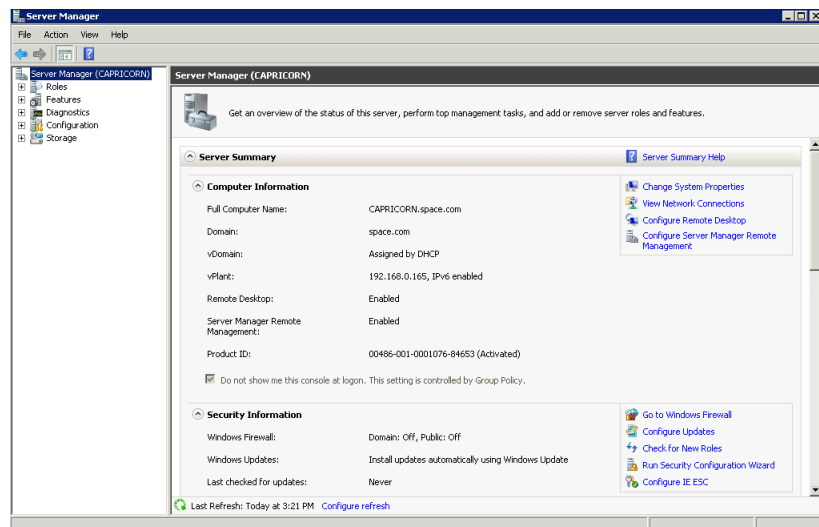 Server Manager
File Action View Help
Server Manager (CAPRICORN)
Roles
Features
Diagnostics
Configuration
Storage
Server Manager (CAPRICORN)
Get an overview of the status of this server, perform top management tasks, and add or remove server roles and features.
Server Summary
Server Summary Help
Computer Information
Full Computer Name: CAPRICORN.space.com
Domain: space.com
vDomain: Assigned by DHCP
vPlant: 192.168.0.165, IPv6 enabled
Remote Desktop: Enabled
Server Manager Remote Enabled
Management:
Product ID: 00486-001-0001076-84653 (Activated)
Do not show me this console at logon. This setting is controlled by Group Policy.
Change System Properties
View Network Connections
Configure Remote Desktop
Configure Server Manager Remote
Management
Security Information
Windows Firewall: Domain: Off, Public: Off
Windows Updates: Install updates automatically using Windows Update
Last checked for updates: Never
Go to Windows Firewall
Configure Updates
Check for New Roles
Run Security Configuration Wizard
Configure IE ESC
Last Refresh: Today at 3:21 PM Configure refresh